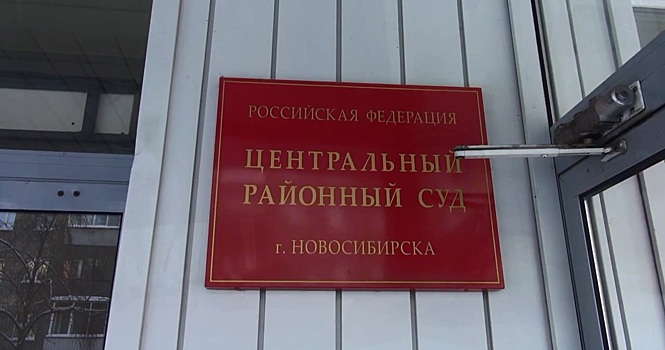 РОССИЙСКАЯ ФЕДЕРАЦИЯ
ЦЕНТРАЛЬНЫЙ
РАЙОННЫЙ СУД
г. НОВОСИБИРСКА